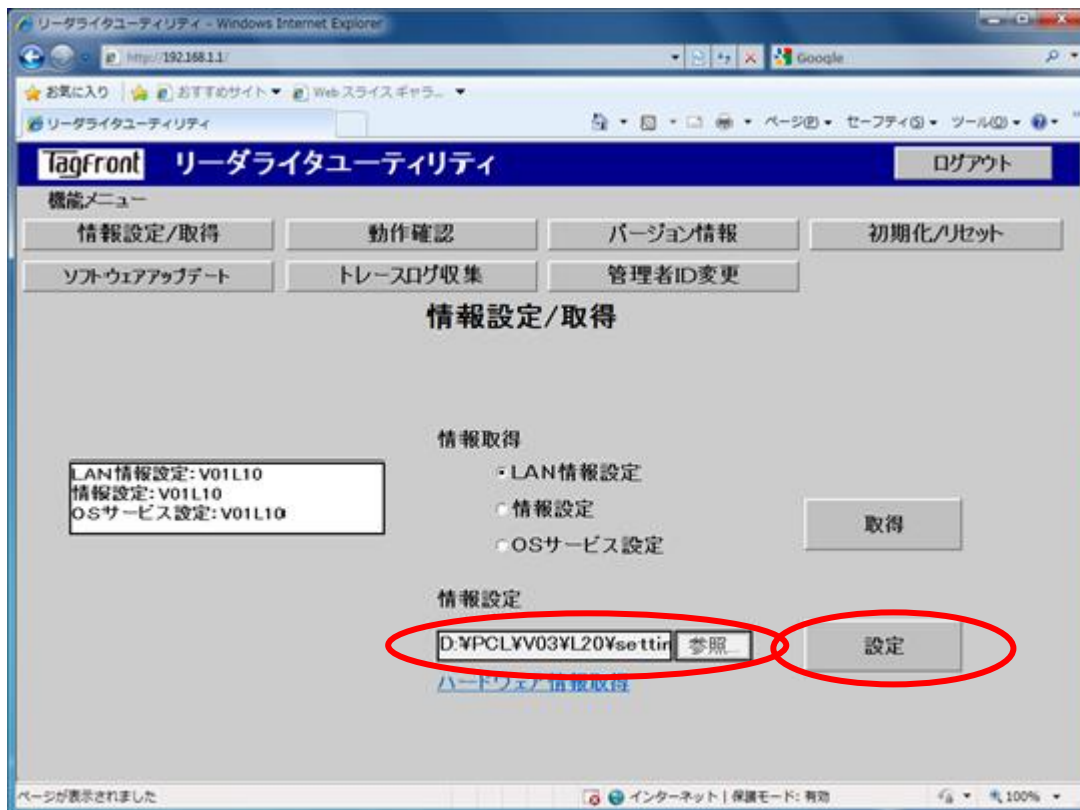 リーダライタユーティリティ - Windows Internet Explorer
http://192.168.1.1/
Google
お気に入り
おすすめサイト
Web スライス ギャラ...
リーダライタユーティリティ
ページ(P)
セーフティ(S)
ツール(O)
Tagfront リーダライタユーティリティ
ログアウト
機能メニュー
情報設定/取得
動作確認
バージョン情報
初期化/リセット
ソフトウェアアップデート
トレースログ収集
管理者ID変更
情報設定/取得
LAN情報設定:V01L10
情報設定:V01L10
OSサービス設定:V01L10
情報取得
LAN情報設定
情報設定
OSサービス設定
取得
情報設定
D:¥PCL¥V03¥L20¥settin
参照...
設定
ハードウェア情報取得
ページが表示されました
インターネット | 保護モード: 有効
100%